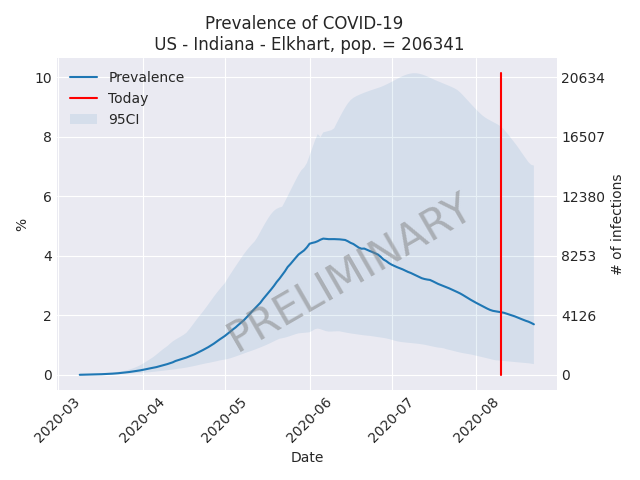 Prevalence of COVID-19
US - Indiana - Elkhart, pop. = 206341
Prevalence
Today
95CI
10
8
6
4
2
0
%
20634
16507
12380
8253
4126
0
# of infections
PRELIMINARY
2020-03
2020-04
2020-05
2020-06
2020-07
2020-08
Date